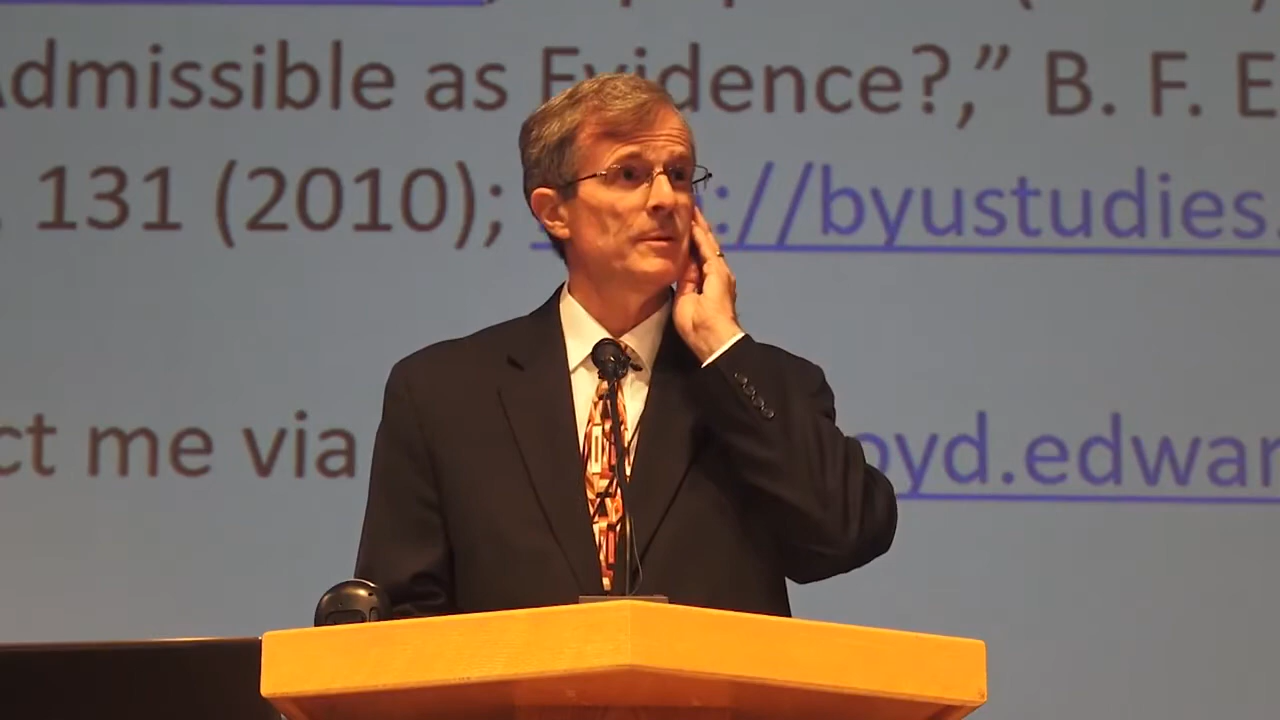 Admissible as Evidence?,” B. F. E
131 (2010); ://byustudies.
ct me via oyd.edwar